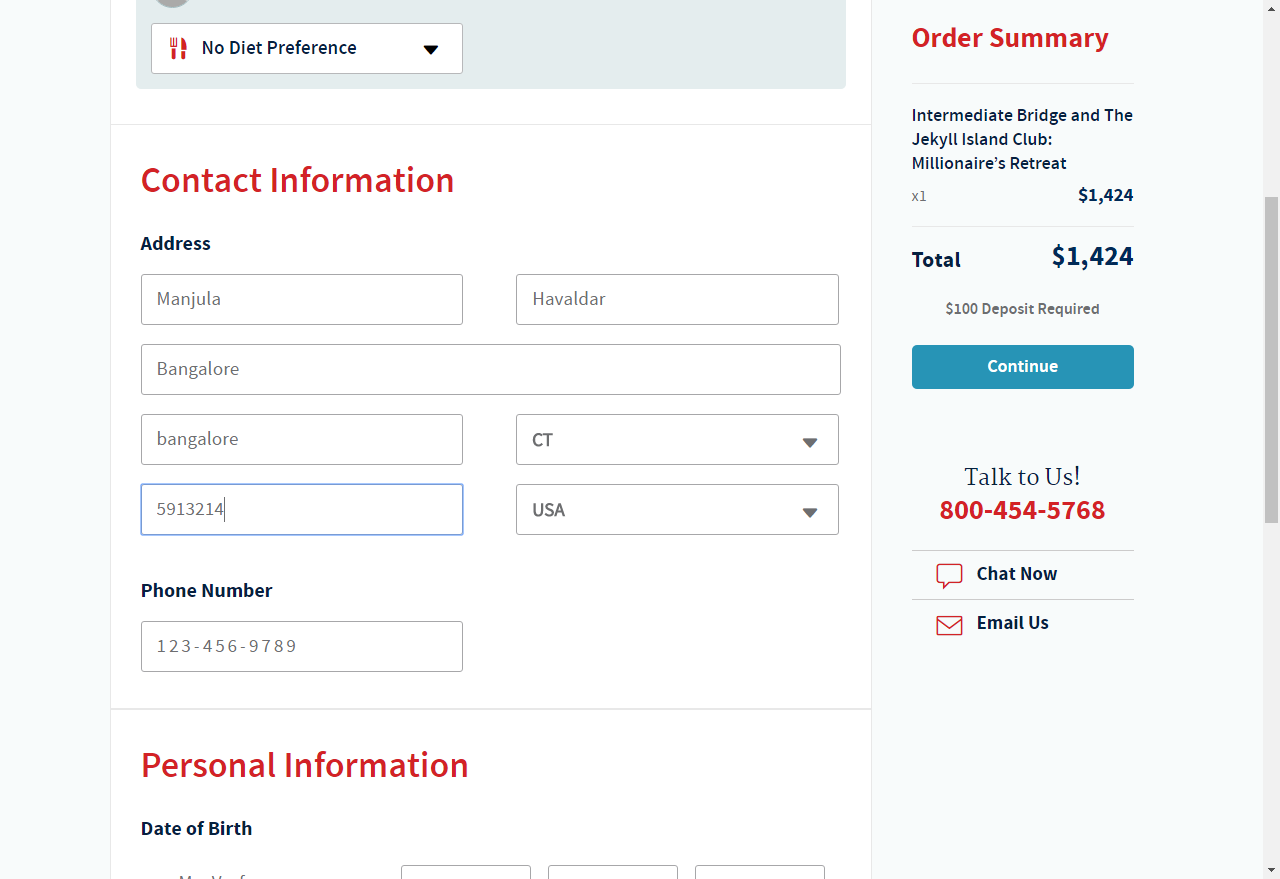 No Diet Preference
Contact Information
Address
Manjula
Havaldar
Bangalore
bangalore
CT
5913214
USA
Phone Number
123-456-9789
Personal Information
Date of Birth
Order Summary
Intermediate Bridge and The
Jekyll Island Club:
Millionaire’s Retreat
x1 $1,424
Total $1,424
$100 Deposit Required
Continue
Talk to Us!
800-454-5768
Chat Now
Email Us